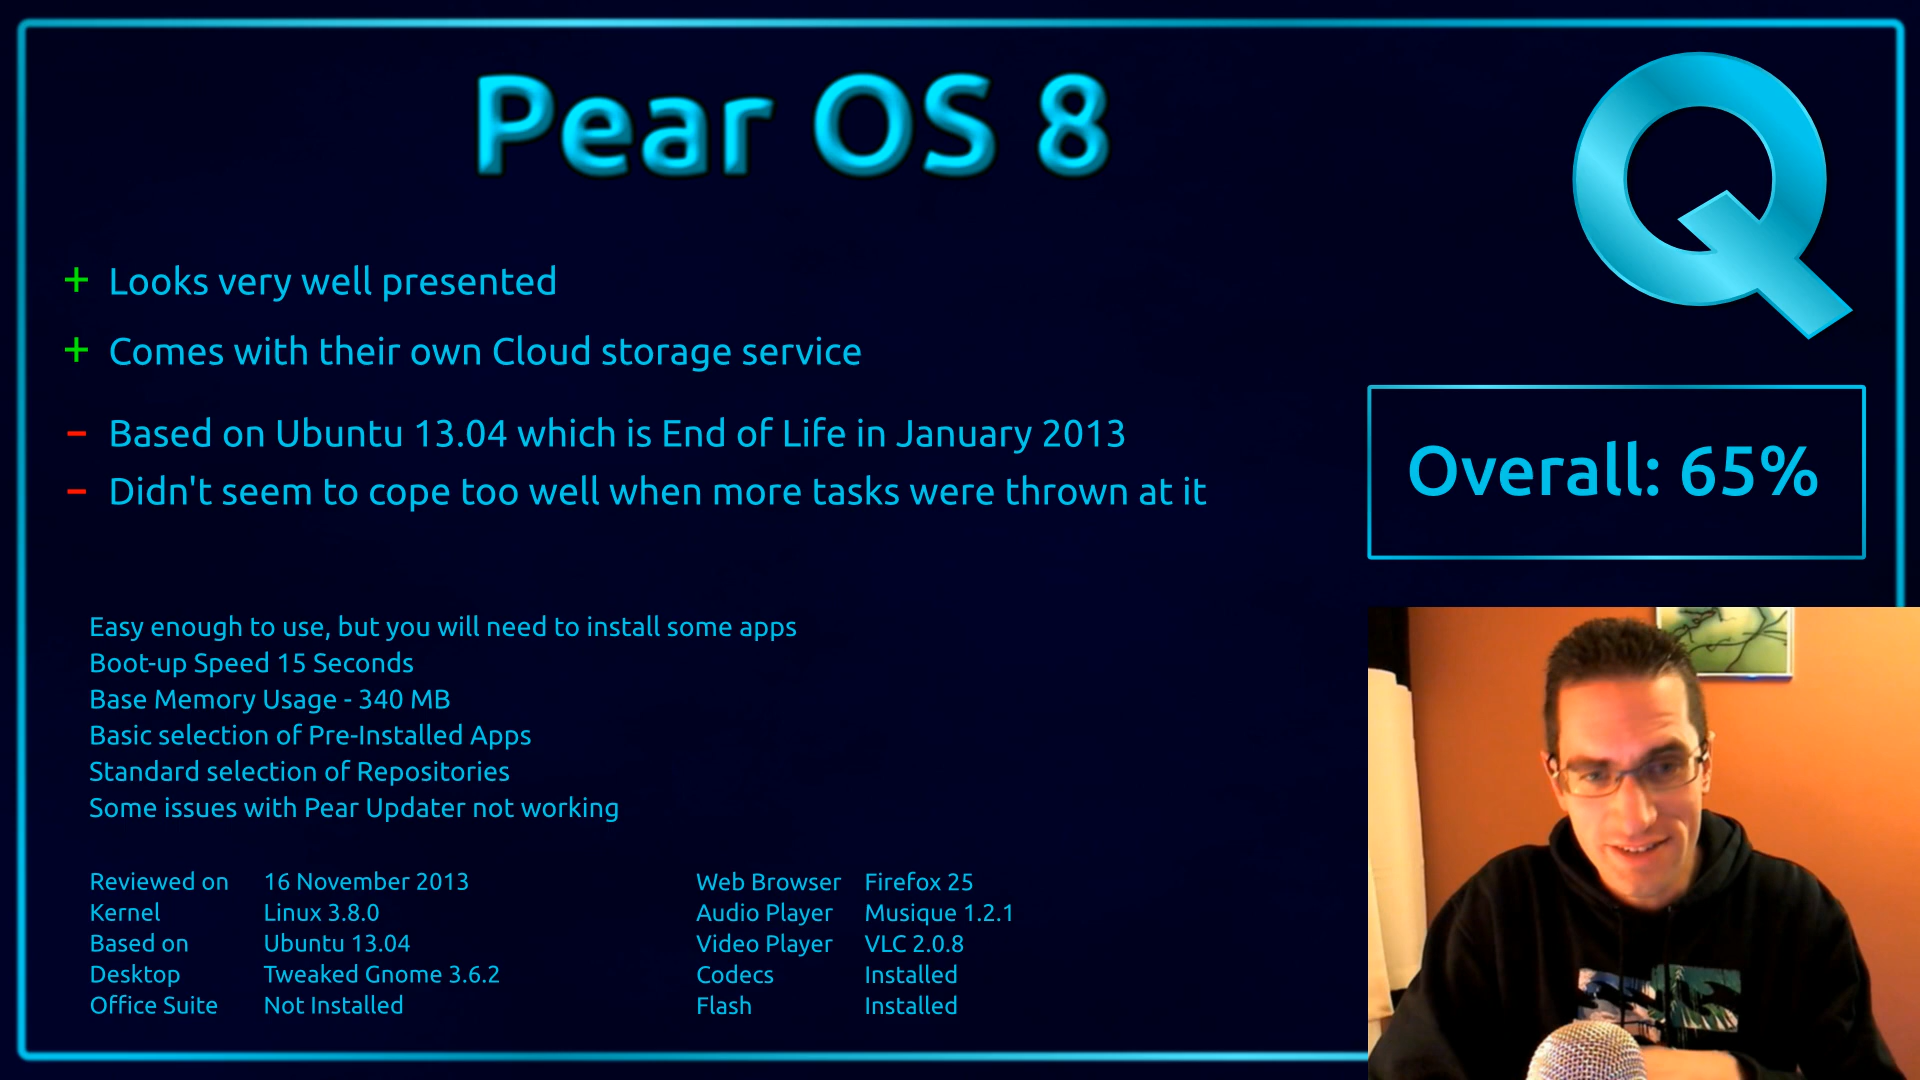 Pear OS 8
Q
+ Looks very well presented
+ Comes with their own Cloud storage service
- Based on Ubuntu 13.04 which is End of Life in January 2013
- Didn't seem to cope too well when more tasks were thrown at it
Overall: 65%
Easy enough to use, but you will need to install some apps
Boot-up Speed 15 Seconds
Base Memory Usage - 340 MB
Basic selection of Pre-Installed Apps
Standard selection of Repositories
Some issues with Pear Updater not working
Reviewed on 16 November 2013
Kernel Linux 3.8.0
Based on Ubuntu 13.04
Desktop Tweaked Gnome 3.6.2
Office Suite Not Installed
Web Browser Firefox 25
Audio Player Musique 1.2.1
Video Player VLC 2.0.8
Codecs Installed
Flash Installed